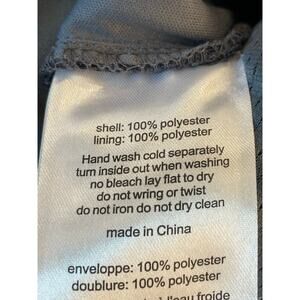 shell: 100% polyester
lining: 100% polyester
Hand wash cold separately
turn inside out when washing
no bleach lay flat to dry
do not wring or twist
do not iron do not dry clean
made in China
enveloppe: 100% polyester
doublure: 100% polyester
l'eau froide